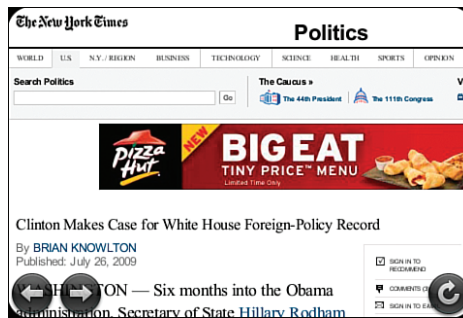 The New York Times
Politics
WORLD U.S. N.Y. / REGION BUSINESS TECHNOLOGY SCIENCE HEALTH SPORTS OPINION
Search Politics
Go
The Caucus »
The 44th President The 111th Congress
Pizza Hut
NEW
BIG EAT
TINY PRICE™ MENU
Limited Time Only
Clinton Makes Case for White House Foreign-Policy Record
By BRIAN KNOWLTON
Published: July 26, 2009
SIGN IN TO
RECOMMEND
COMMENTS
SIGN IN TO
— Six months into the Obama
administration, Secretary of State Hillary Rodham